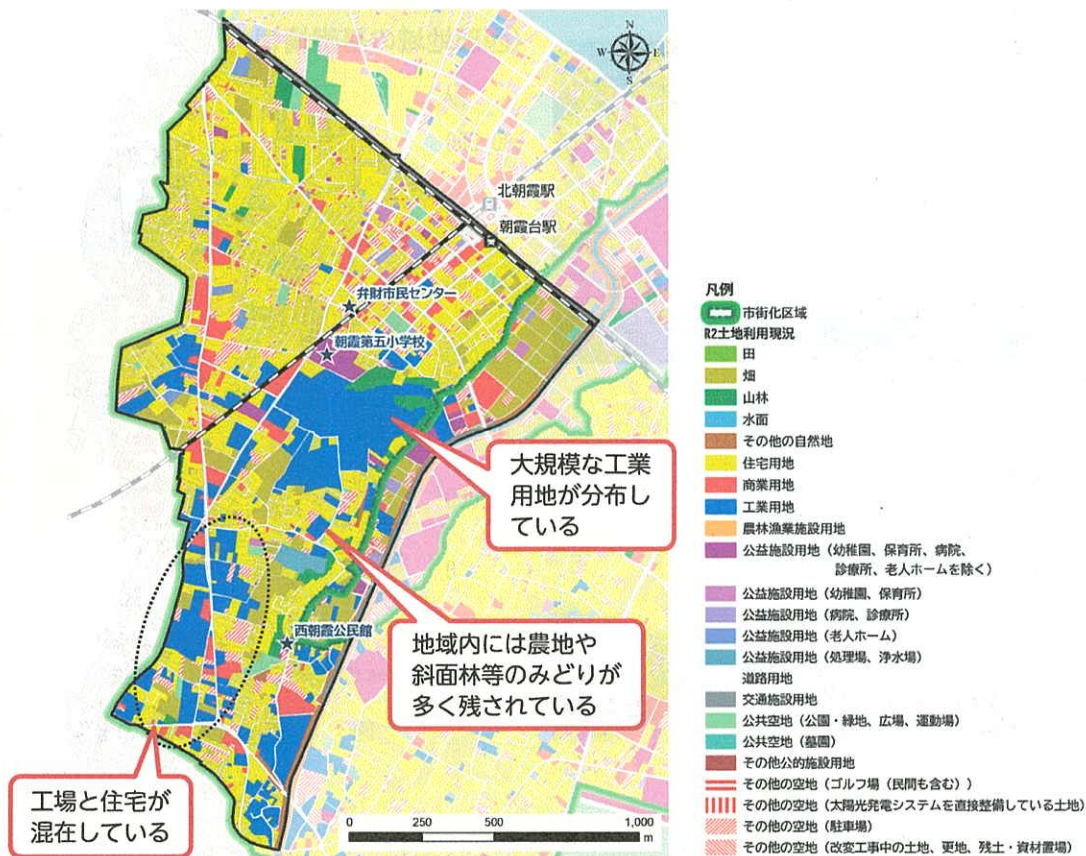 N
W
E
S
北朝霞駅
朝霞台駅
弁財市民センター
朝霞第五小学校
大規模な工業
用地が分布し
ている
地域内には農地や
斜面林等のみどりが
多く残されている
西朝霞公民館
工場と住宅が
混在している
0 250 500 1,000
m
凡例
市街化区域
R2土地利用現況
田
畑
山林
水面
その他の自然地
住宅用地
商業用地
工業用地
農林漁業施設用地
公益施設用地（幼稚園、保育所、病院、
診療所、老人ホームを除く）
公益施設用地（幼稚園、保育所）
公益施設用地（病院、診療所）
公益施設用地（老人ホーム）
公益施設用地（処理場、浄水場）
道路用地
交通施設用地
公共空地（公園・緑地、広場、運動場）
公共空地（墓園）
その他公的施設用地
その他の空地（ゴルフ場（民間も含む））
その他の空地（太陽光発電システムを直接整備している土地）
その他の空地（駐車場）
その他の空地（改変工事中の土地、更地、残土・資材置場）